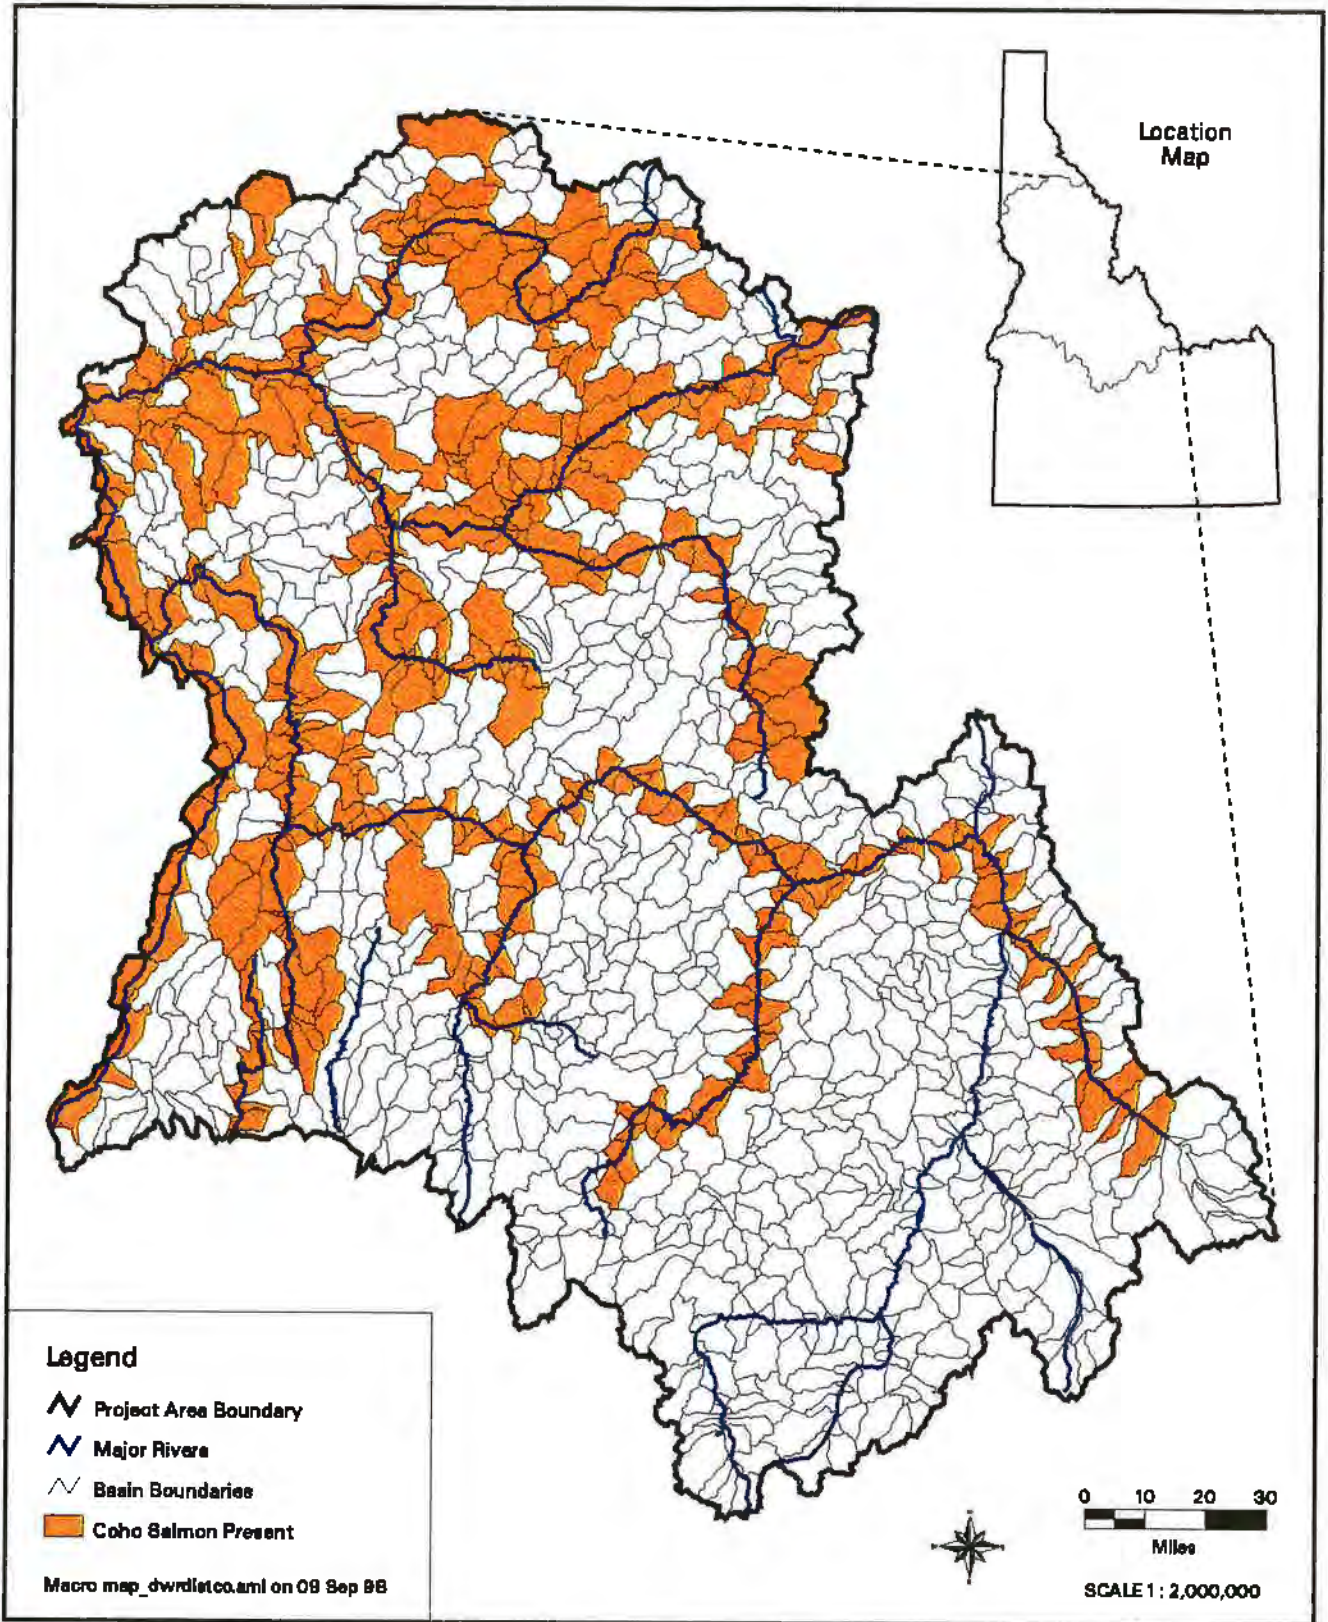 Location
Map
Legend
Project Area Boundary
Major Rivers
Basin Boundaries
Coho Salmon Present
Macro map_dwrdistco.aml on 09 Sep 98
0 10 20 30
Miles
SCALE 1 : 2,000,000